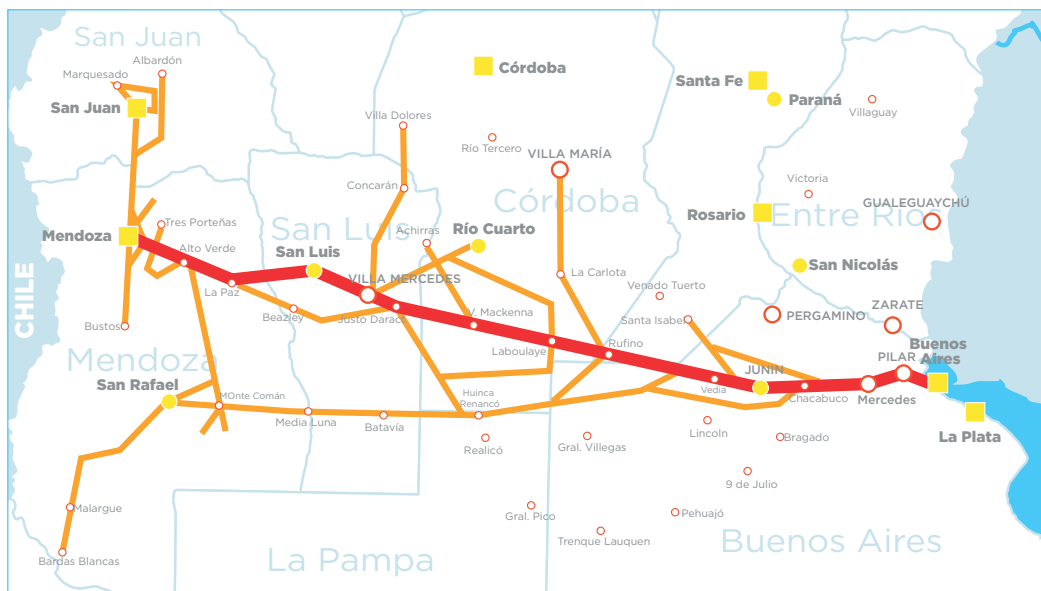 San Juan
Albardón
Marquesado
San Juan
Córdoba
Santa Fe
Paraná
Villaguay
Villa Dolores
Río Tercero
VILLA MARÍA
Concarán
Córdoba
Victoria
GUALEGUAYCHÚ
Entre Rios
Rosario
Tres Porteñas
San Luis
Achirras
Río Cuarto
Mendoza
Alto Verde
San Luis
La Paz
VILLA MERCEDES
La Carlota
San Nicolás
Venado Tuerto
CHILE
Beazley
Justo Daract
V. Mackenna
Santa Isabel
PERGAMINO
ZARATE
Bustos
Mendoza
Laboulaye
Rufino
Buenos
Aires
PILAR
JUNIN
San Rafael
MOnte Comán
Media Luna
Batavía
Huinca
Renancó
Vedia
Chacabuco
Mercedes
La Plata
Realicó
Gral. Villegas
Lincoln
Bragado
9 de Julio
Malargue
Gral. Pico
Pehuajó
Trenque Lauquen
Buenos Aires
Bardas Blancas
La Pampa